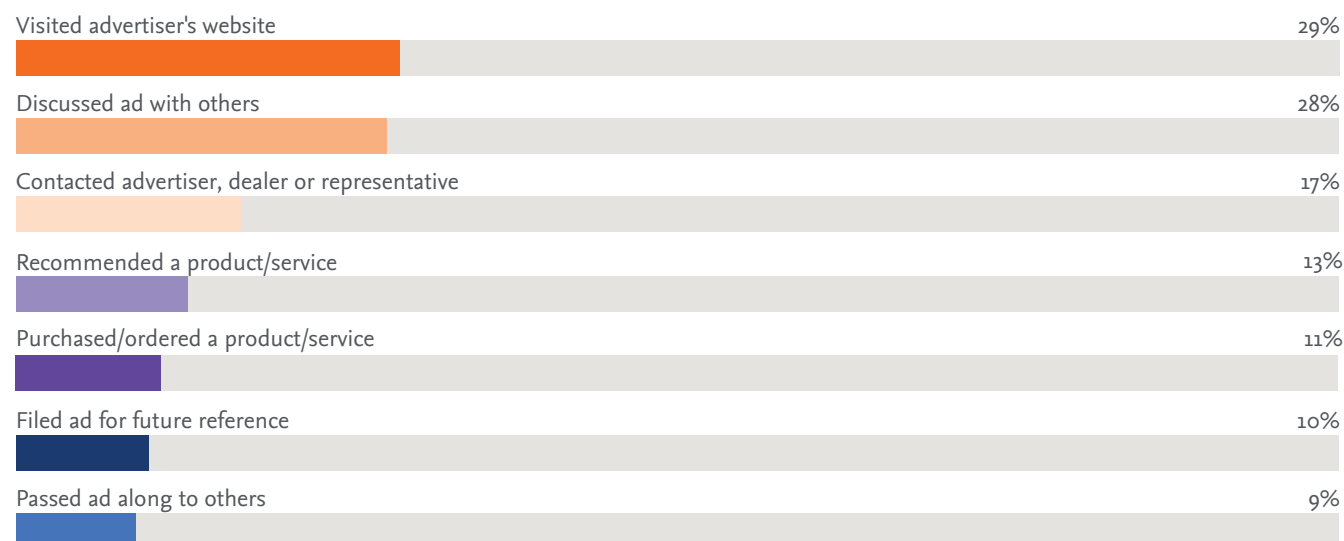 Visited advertiser's website 29%
Discussed ad with others 28%
Contacted advertiser, dealer or representative 17%
Recommended a product/service 13%
Purchased/ordered a product/service 11%
Filed ad for future reference 10%
Passed ad along to others 9%